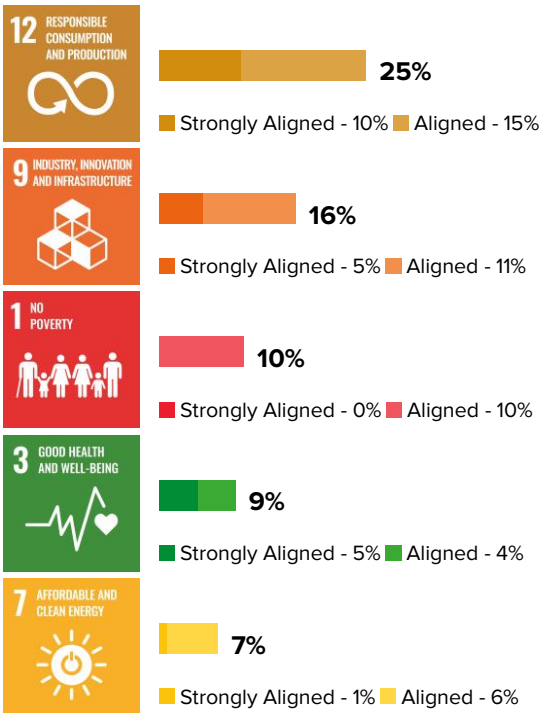 12 RESPONSIBLE
CONSUMPTION
AND PRODUCTION
25%
Strongly Aligned - 10% Aligned - 15%
9 INDUSTRY, INNOVATION
AND INFRASTRUCTURE
16%
Strongly Aligned - 5% Aligned - 11%
1 NO
POVERTY
10%
Strongly Aligned - 0% Aligned - 10%
3 GOOD HEALTH
AND WELL-BEING
9%
Strongly Aligned - 5% Aligned - 4%
7 AFFORDABLE AND
CLEAN ENERGY
7%
Strongly Aligned - 1% Aligned - 6%